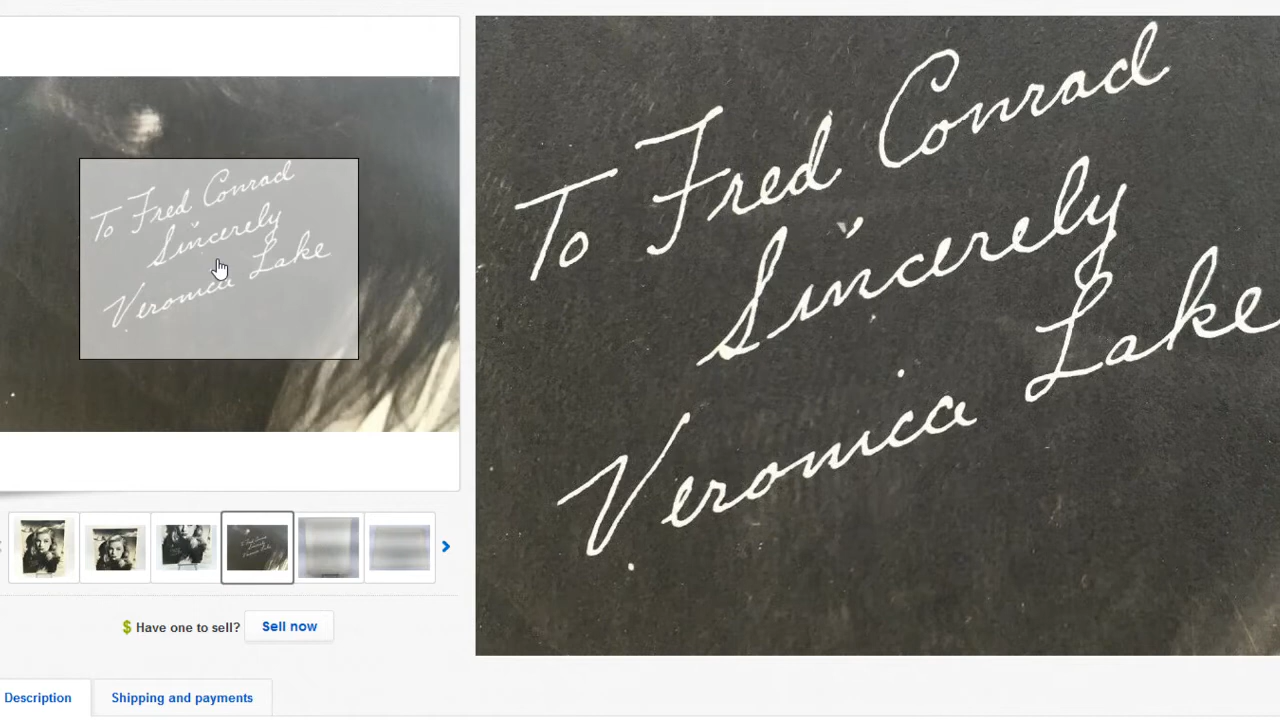 To Fred Conrad
Sincerely
Veronica Lake
To Fred Conrad
Sincerely
Veronica Lake
$ Have one to sell? Sell now
Description Shipping and payments